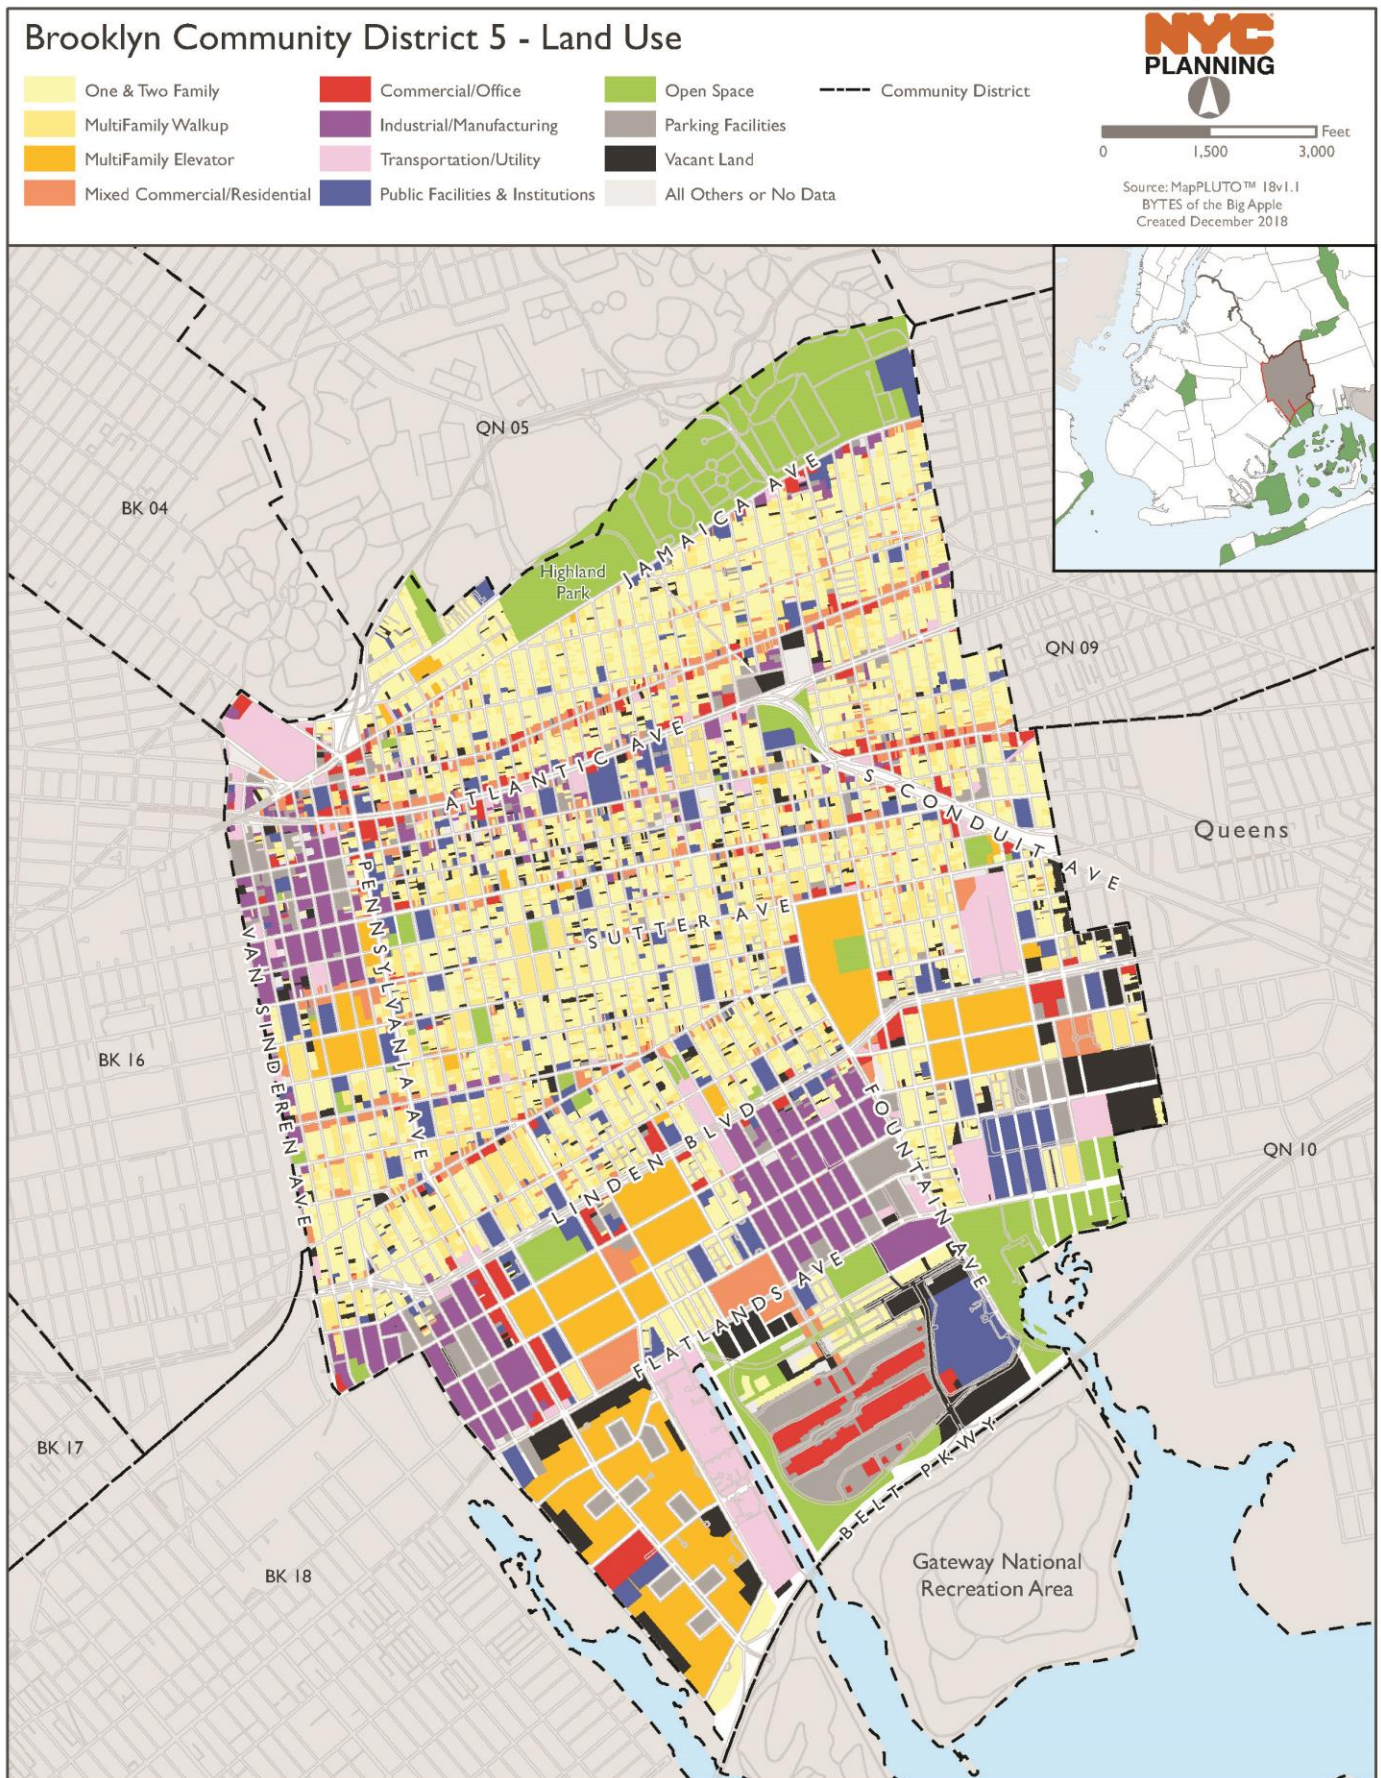 Brooklyn Community District 5 - Land Use
One & Two Family
MultiFamily Walkup
MultiFamily Elevator
Mixed Commercial/Residential
Commercial/Office
Industrial/Manufacturing
Transportation/Utility
Public Facilities & Institutions
Open Space
Parking Facilities
Vacant Land
All Others or No Data
Community District
NYC
PLANNING
Feet
0 1,500 3,000
Source: MapPLUTO™ 18v1.1
BYTES of the Big Apple
Created December 2018
QN 05
BK 04
JAMAICA AVE
Highland
Park
QN 09
ATLANTIC AVE
S CONDUIT AVE
Queens
PENNSYLVANIA AVE
SUTTER AVE
VAN SINDEREN AVE
BK 16
FOUNTAIN AVE
LINDEN BLVD
QN 10
FLATLANDS AVE
BK 17
BELT PKWY
Gateway National
Recreation Area
BK 18